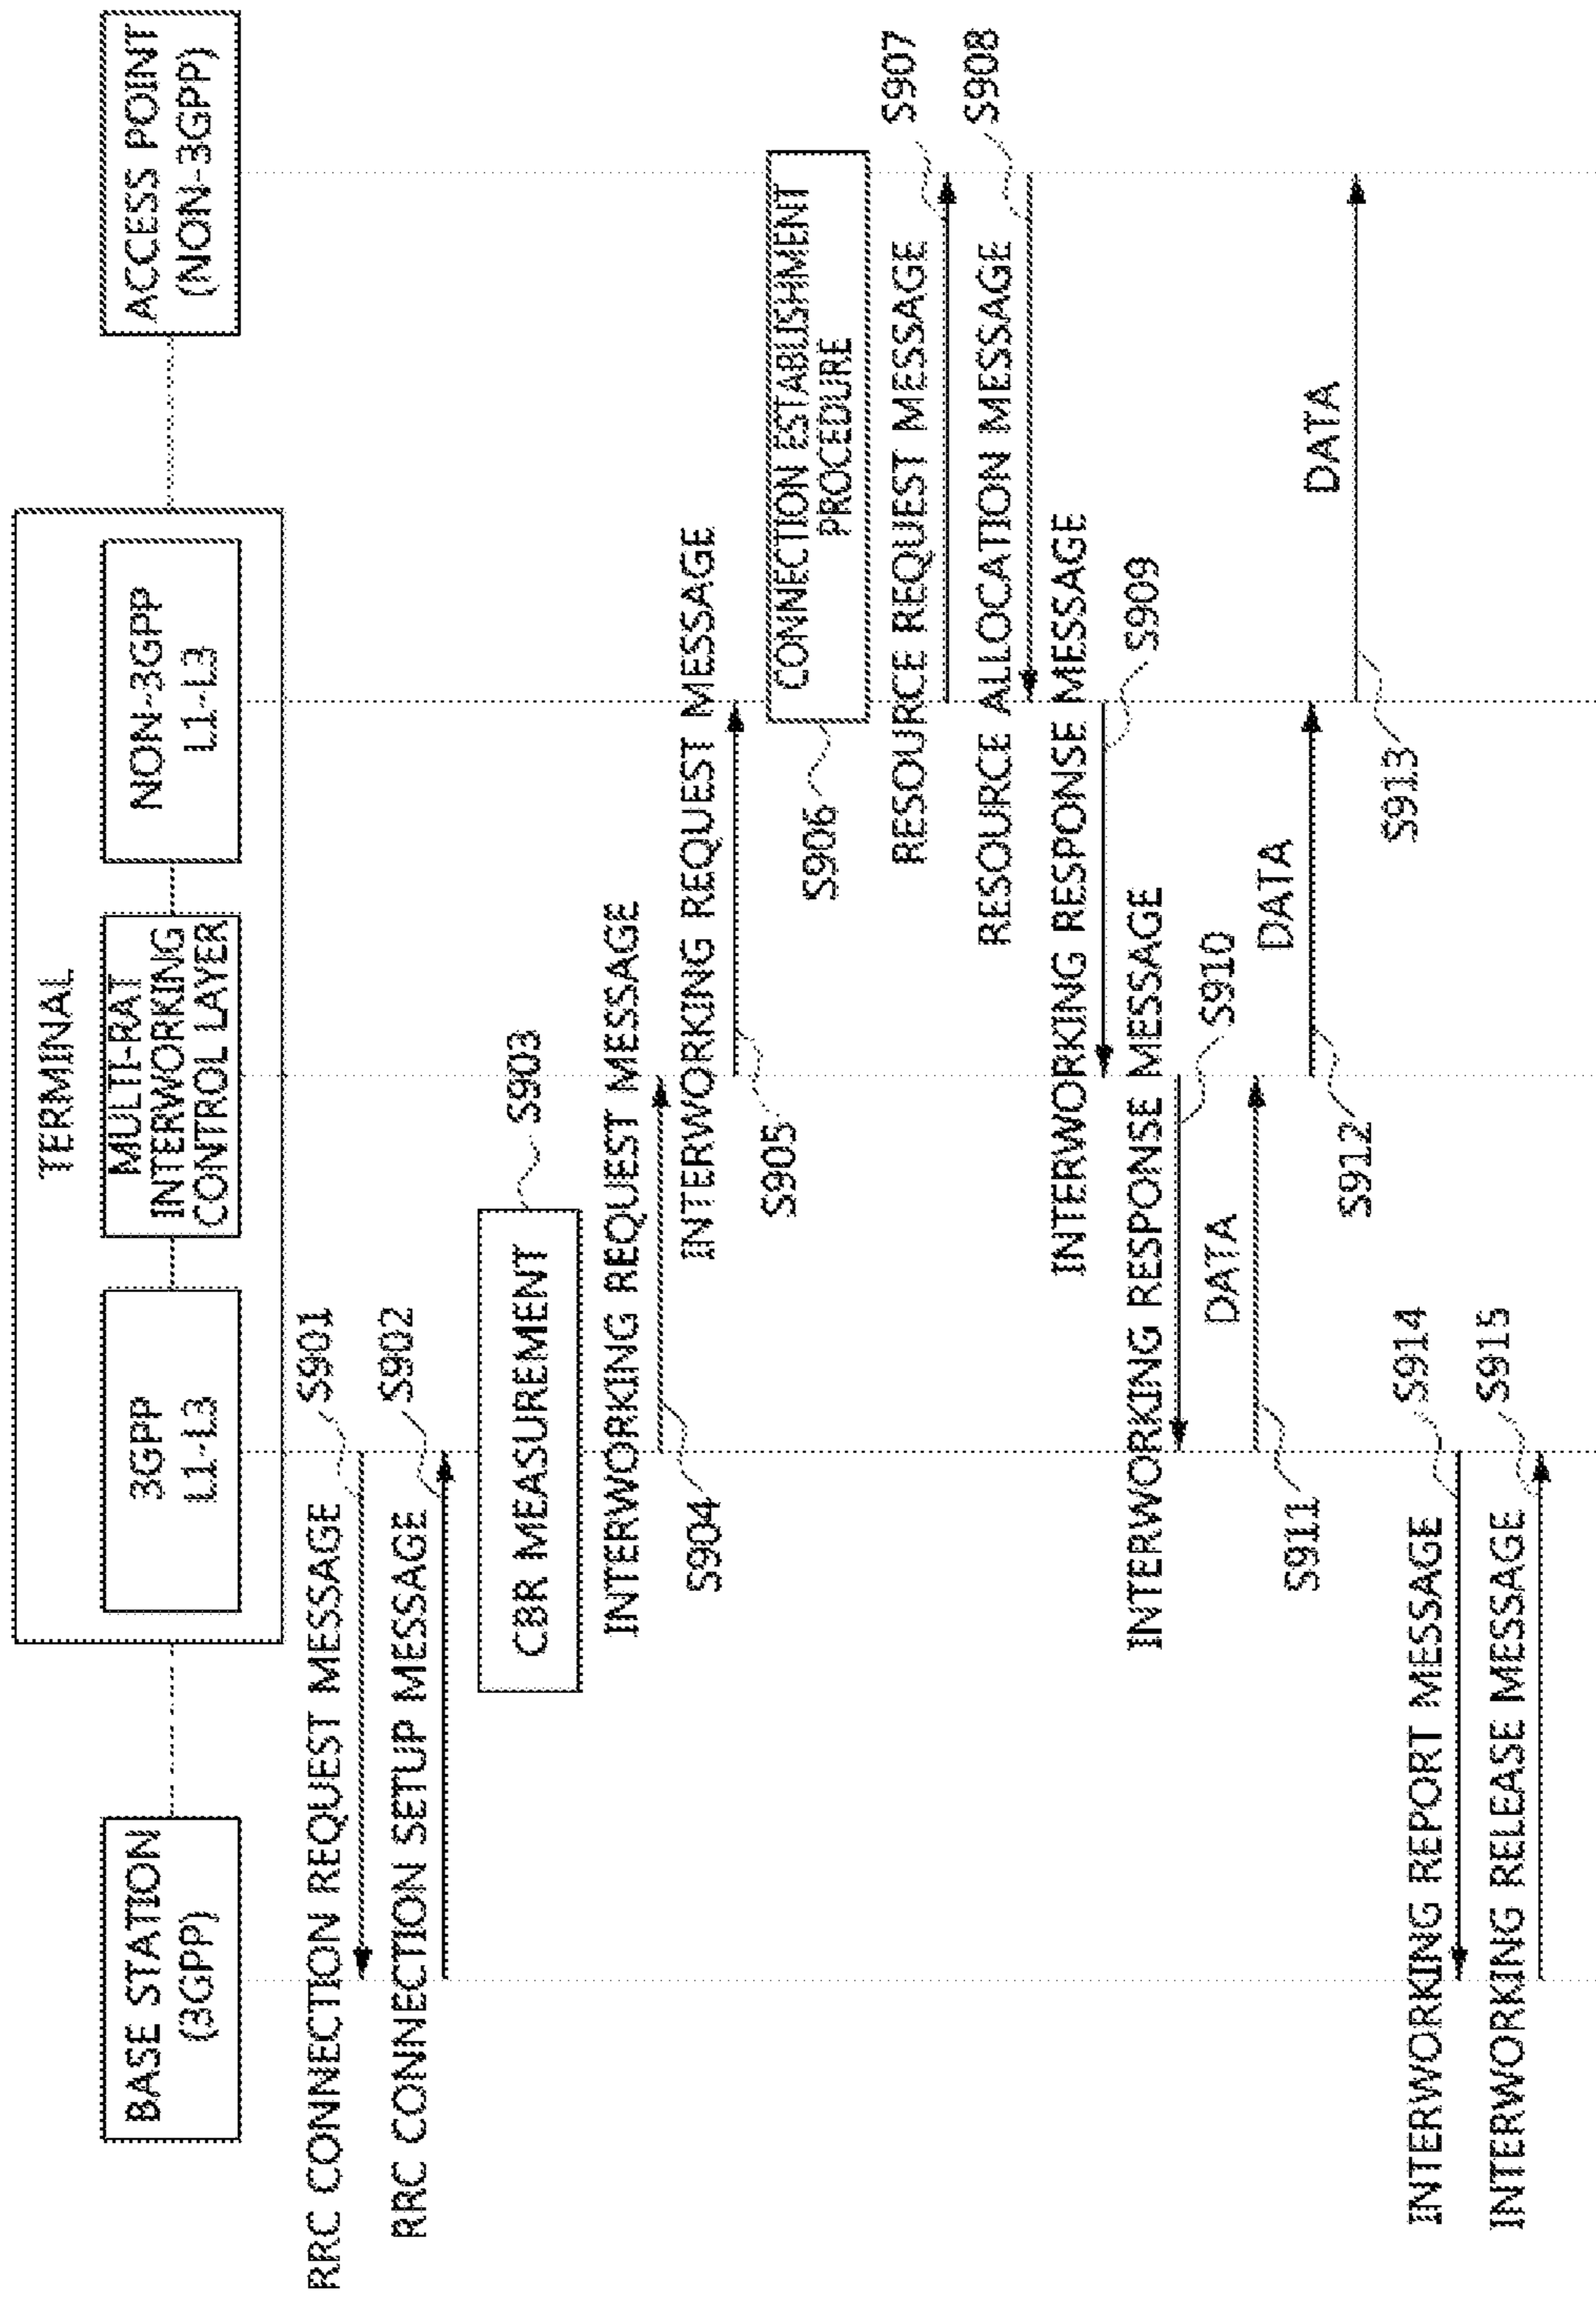 TERMINAL
BASE STATION
(3GPP)
3GPP
L1-L3
MULTI-RAT
INTERWORKING
CONTROL LAYER
NON-3GPP
L1-L3
ACCESS POINT
(NON-3GPP)
RRC CONNECTION REQUEST MESSAGE
S901
RRC CONNECTION SETUP MESSAGE
S902
CBR MEASUREMENT
S903
INTERWORKING REQUEST MESSAGE
S904
INTERWORKING REQUEST MESSAGE
S905
CONNECTION ESTABLISHMENT
PROCEDURE
S906
RESOURCE REQUEST MESSAGE
S907
RESOURCE ALLOCATION MESSAGE
S908
INTERWORKING RESPONSE MESSAGE
S909
INTERWORKING RESPONSE MESSAGE
S910
DATA
S911
DATA
S912
DATA
S913
INTERWORKING REPORT MESSAGE
S914
INTERWORKING RELEASE MESSAGE
S915